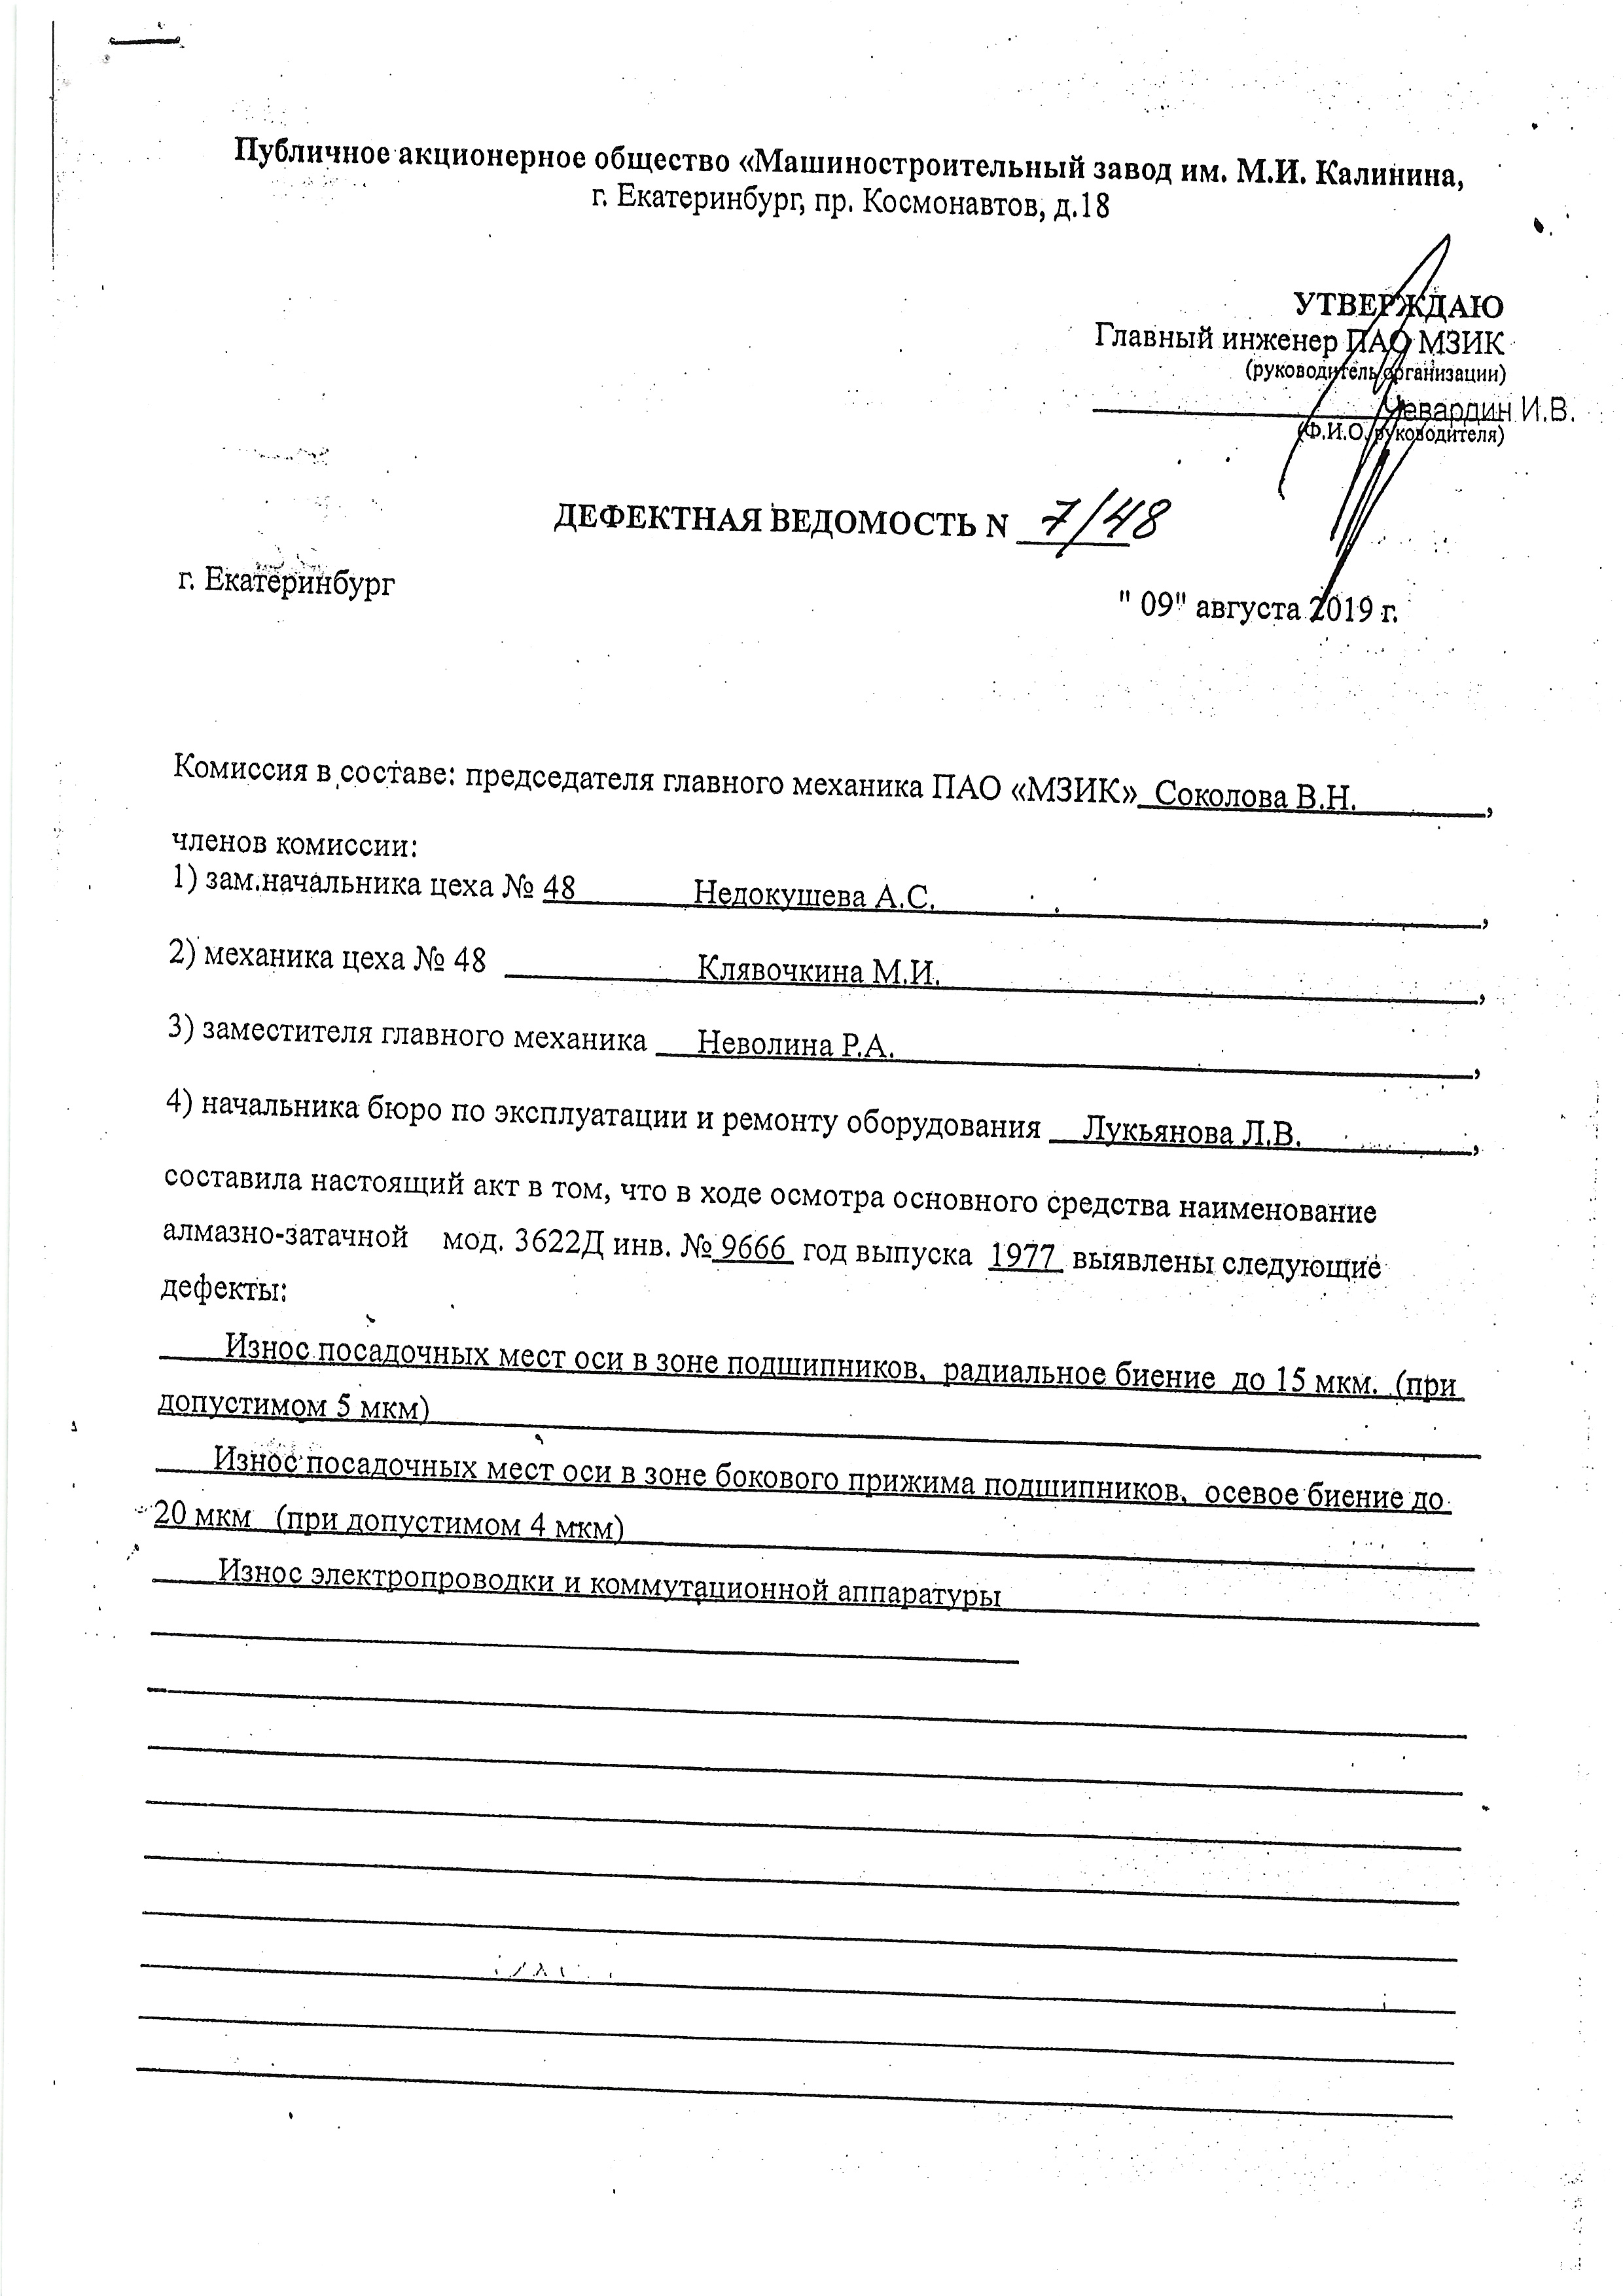 Публичное акционерное общество «Машиностроительный завод им. М.И. Калинина,
г. Екатеринбург, пр. Космонавтов, д.18
УТВЕРЖДАЮ
Главный инженер ПАО МЗИК
(руководитель организации)
Чевардин И.В.
(Ф.И.О. руководителя)
ДЕФЕКТНАЯ ВЕДОМОСТЬ N 7/48
г. Екатеринбург
" 09" августа 2019 г.
Комиссия в составе: председателя главного механика ПАО «МЗИК» Соколова В.Н. ,
членов комиссии:
1) зам.начальника цеха № 48 Недокушева А.С. ,
2) механика цеха № 48 Клявочкина М.И. ,
3) заместителя главного механика Неволина Р.А. ,
4) начальника бюро по эксплуатации и ремонту оборудования Лукьянова Л.В. ,
составила настоящий акт в том, что в ходе осмотра основного средства наименование
алмазно-затачной мод. 3622Д инв. № 9666 год выпуска 1977 выявлены следующие
дефекты:
Износ посадочных мест оси в зоне подшипников, радиальное биение до 15 мкм. (при
допустимом 5 мкм)
Износ посадочных мест оси в зоне бокового прижима подшипников, осевое биение до
20 мкм (при допустимом 4 мкм)
Износ электропроводки и коммутационной аппаратуры